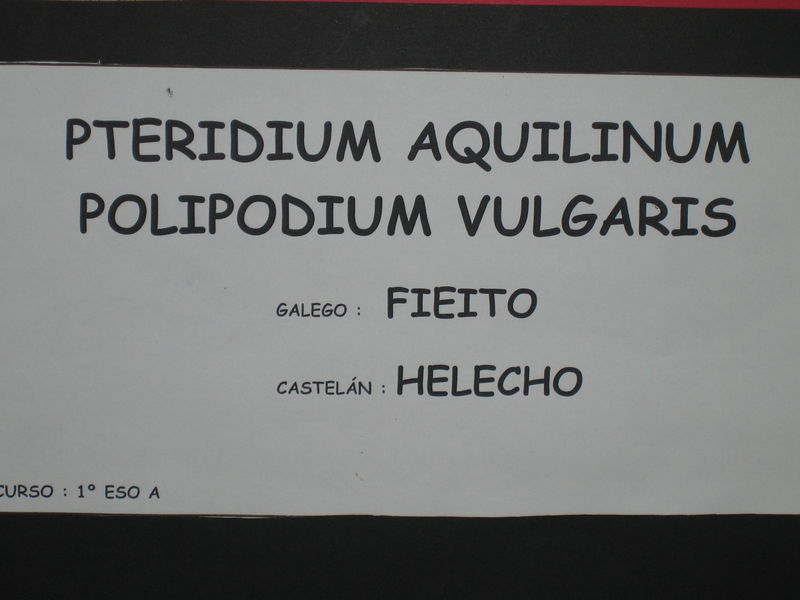 PTERIDIUM AQUILINUM
POLIPODIUM VULGARIS
GALEGO : FIEITO
CASTELÁN : HELECHO
CURSO : 1º ESO A